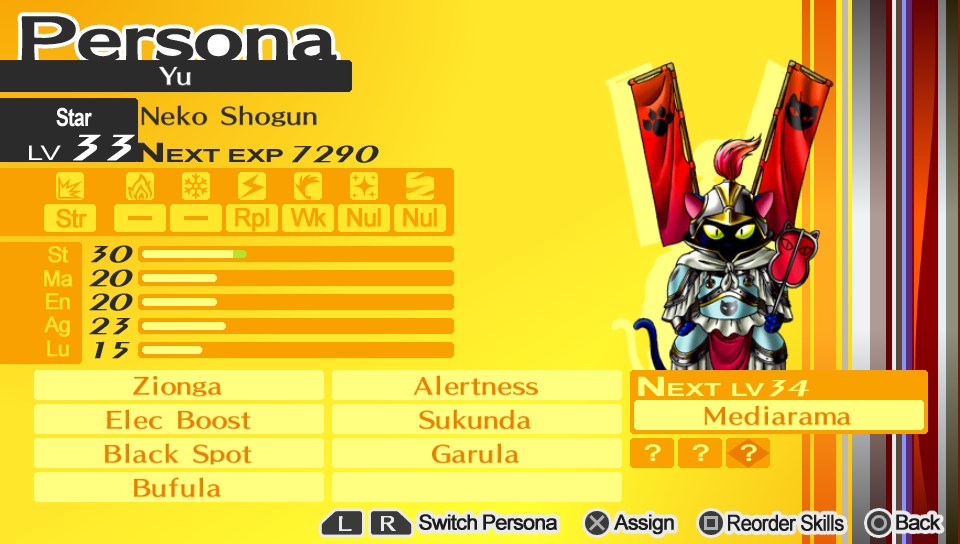 Persona
Yu
Star Neko Shogun
LV 33 NEXT EXP 7290
Str — — Rpl Wk Nul Nul
St 30
Ma 20
En 20
Ag 23
Lu 15
Zionga Alertness NEXT LV 34
Elec Boost Sukunda Mediarama
Black Spot Garula ? ? ?
Bufula
L R Switch Persona Assign Reorder Skills Back